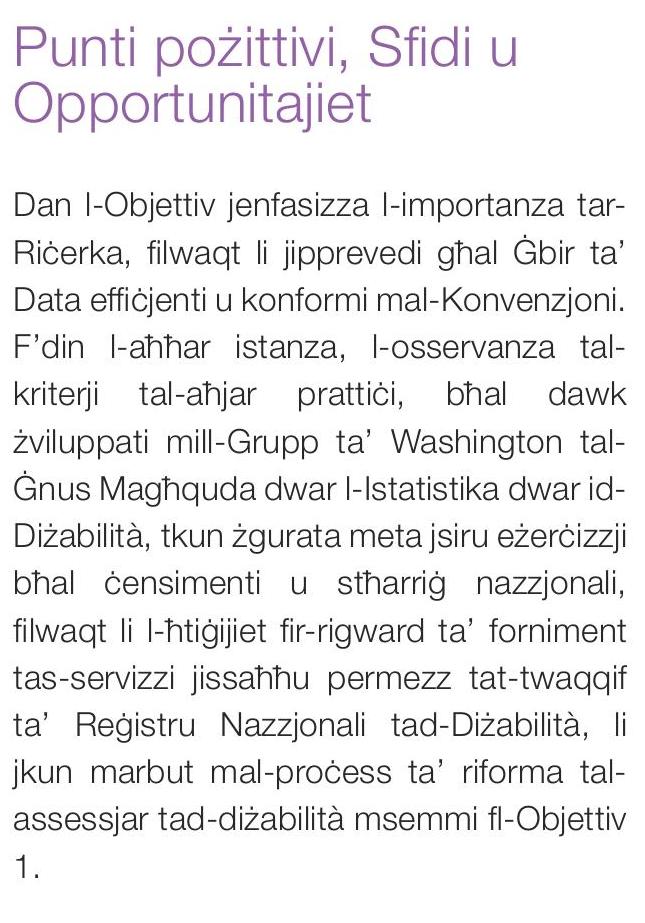 Punti pożittivi, Sfidi u
Opportunitajiet
Dan l-Objettiv jenfasizza l-importanza tar-
Riċerka, filwaqt li jipprevedi għal Ġbir ta’
Data effiċjenti u konformi mal-Konvenzjoni.
F’din l-aħħar istanza, l-osservanza tal-
kriterji tal-aħjar prattiċi, bħal dawk
żviluppati mill-Grupp ta’ Washington tal-
Ġnus Magħquda dwar l-Istatistika dwar id-
Diżabilità, tkun żgurata meta jsiru eżerċizzji
bħal ċensimenti u stħarriġ nazzjonali,
filwaqt li l-ħtiġijiet fir-rigward ta’ forniment
tas-servizzi jissaħħu permezz tat-twaqqif
ta’ Reġistru Nazzjonali tad-Diżabilità, li
jkun marbut mal-proċess ta’ riforma tal-
assessjar tad-diżabilità msemmi fl-Objettiv
1.